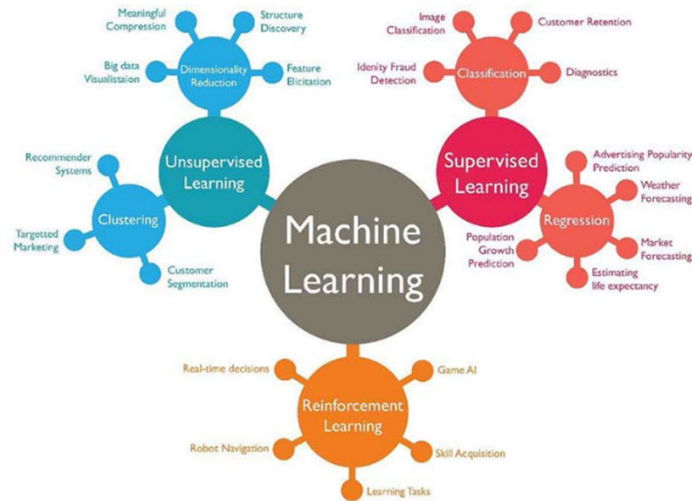 Meaningful
Compression
Structure
Discovery
Big data
Visualistaion
Dimensionality
Reduction
Feature
Elicitation
Image
Classification
Customer Retention
Idenity Fraud
Detection
Classification
Diagnostics
Unsupervised
Learning
Supervised
Learning
Recommender
Systems
Clustering
Targetted
Marketing
Customer
Segmentation
Machine
Learning
Advertising Popularity
Prediction
Weather
Forecasting
Regression
Population
Growth
Prediction
Market
Forecasting
Estimating
life expectancy
Real-time decisions
Game AI
Reinforcement
Learning
Robot Navigation
Skill Acquisition
Learning Tasks